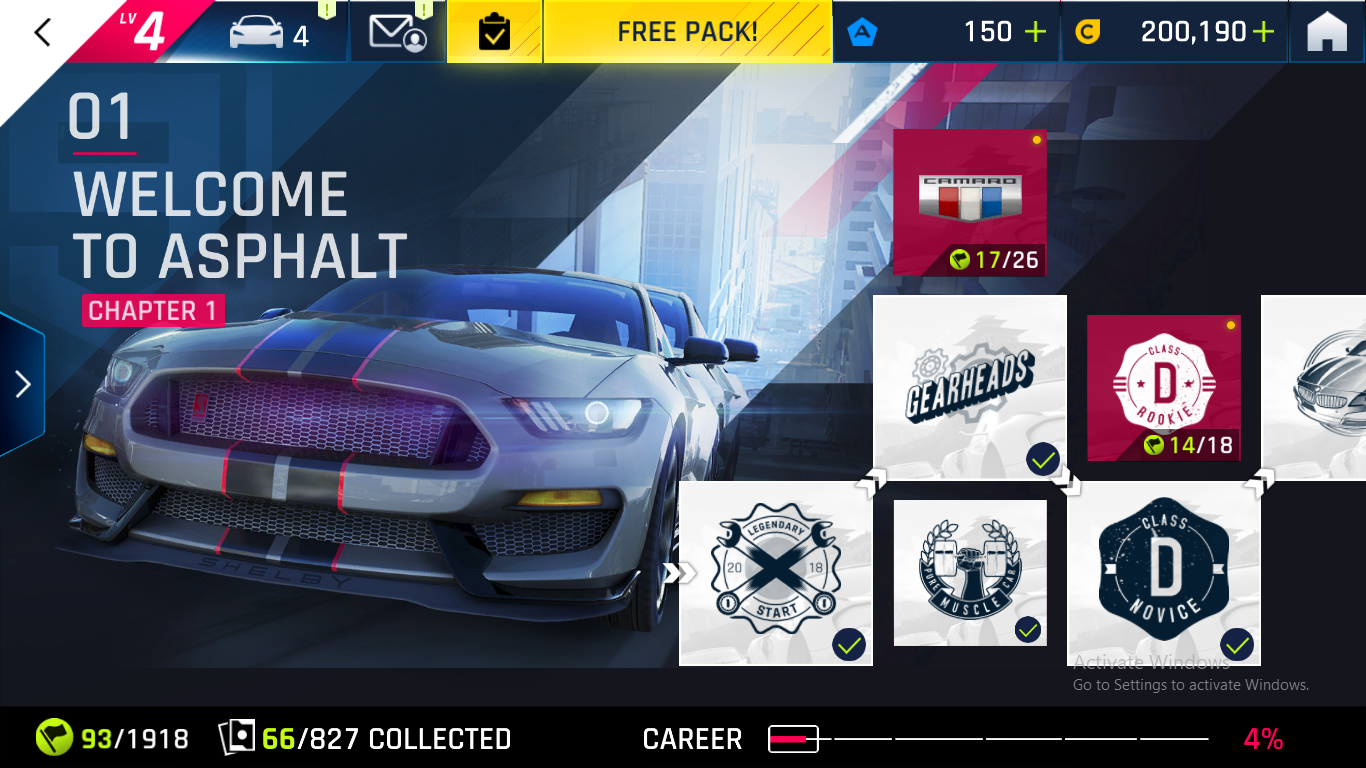 LV 4
4
FREE PACK!
150
200,190
01
WELCOME
TO ASPHALT
CHAPTER 1
CAMARO
17/26
GEARHEADS
CLASS
D
ROOKIE
14/18
LEGENDARY
20 18
START
PURE MUSCLE CAR
CLASS
D
NOVICE
SHELBY
Activate Windows
Go to Settings to activate Windows.
93/1918
66/827 COLLECTED
CAREER
4%